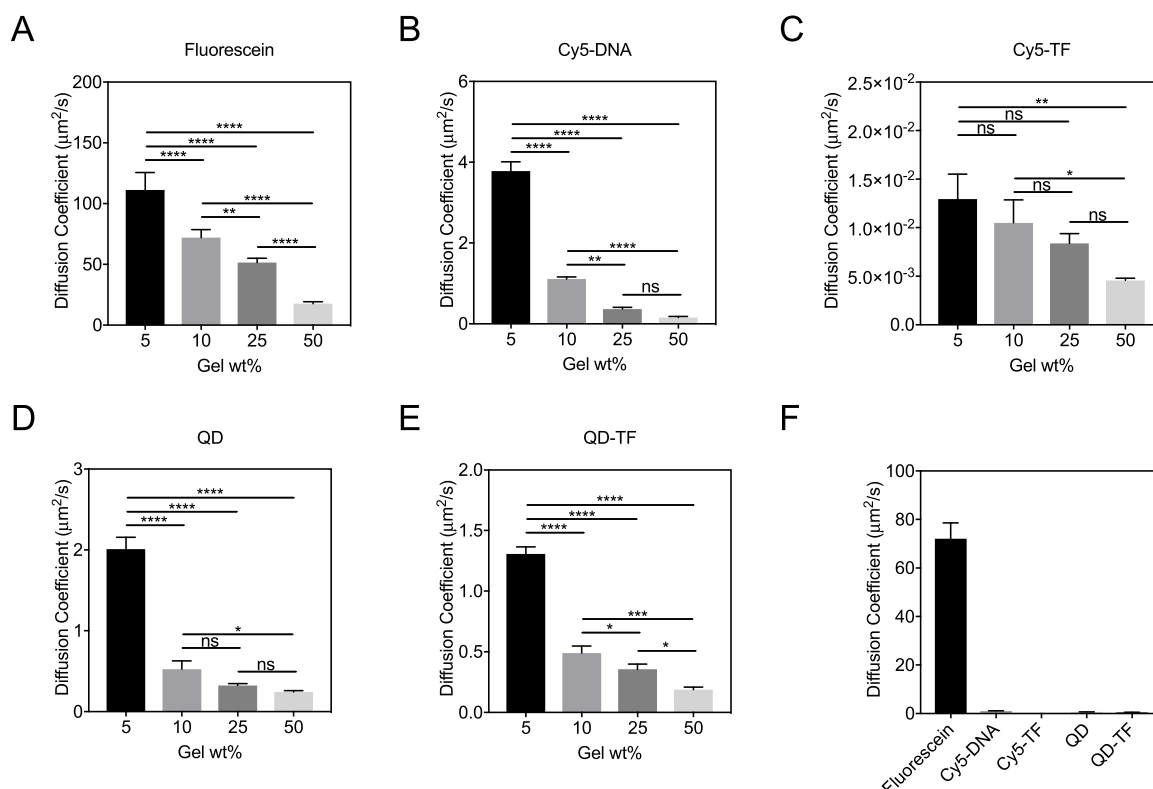 A
Fluorescein
Diffusion Coefficient (μm²/s)
200
150
100
50
0
****
****
****
****
**
****
5 10 25 50
Gel wt%
B
Cy5-DNA
Diffusion Coefficient (μm²/s)
6
4
2
0
****
****
****
****
**
ns
5 10 25 50
Gel wt%
C
Cy5-TF
Diffusion Coefficient (μm²/s)
2.5×10⁻²
2.0×10⁻²
1.5×10⁻²
1.0×10⁻²
5.0×10⁻³
0.0
**
ns
ns
*
ns
ns
5 10 25 50
Gel wt%
D
QD
Diffusion Coefficient (μm²/s)
3
2
1
0
****
****
****
*
ns
ns
5 10 25 50
Gel wt%
E
QD-TF
Diffusion Coefficient (μm²/s)
2.0
1.5
1.0
0.5
0.0
****
****
****
***
*
*
5 10 25 50
Gel wt%
F
Diffusion Coefficient (μm²/s)
100
80
60
40
20
0
Fluorescein
Cy5-DNA
Cy5-TF
QD
QD-TF